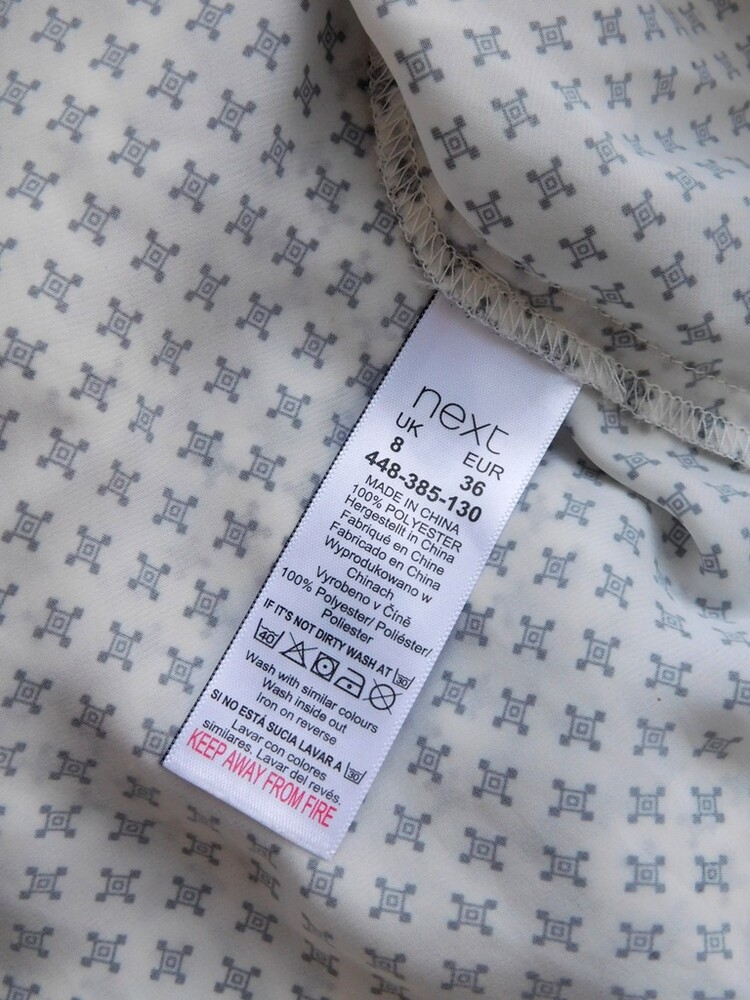 next
UK EUR
8 36
448-385-130
MADE IN CHINA
100% POLYESTER
Hergestellt in China
Fabriqué en Chine
Fabricado en China
Wyprodukowano w
Chinach
Vyrobeno v Číně
100% Polyester/ Poliéster/
Poliester
IF IT'S NOT DIRTY WASH AT 30
40
Wash with similar colours
Wash inside out
Iron on reverse
SI NO ESTÁ SUCIA LAVAR A 30
Lavar con colores
similares. Lavar del revés.
KEEP AWAY FROM FIRE